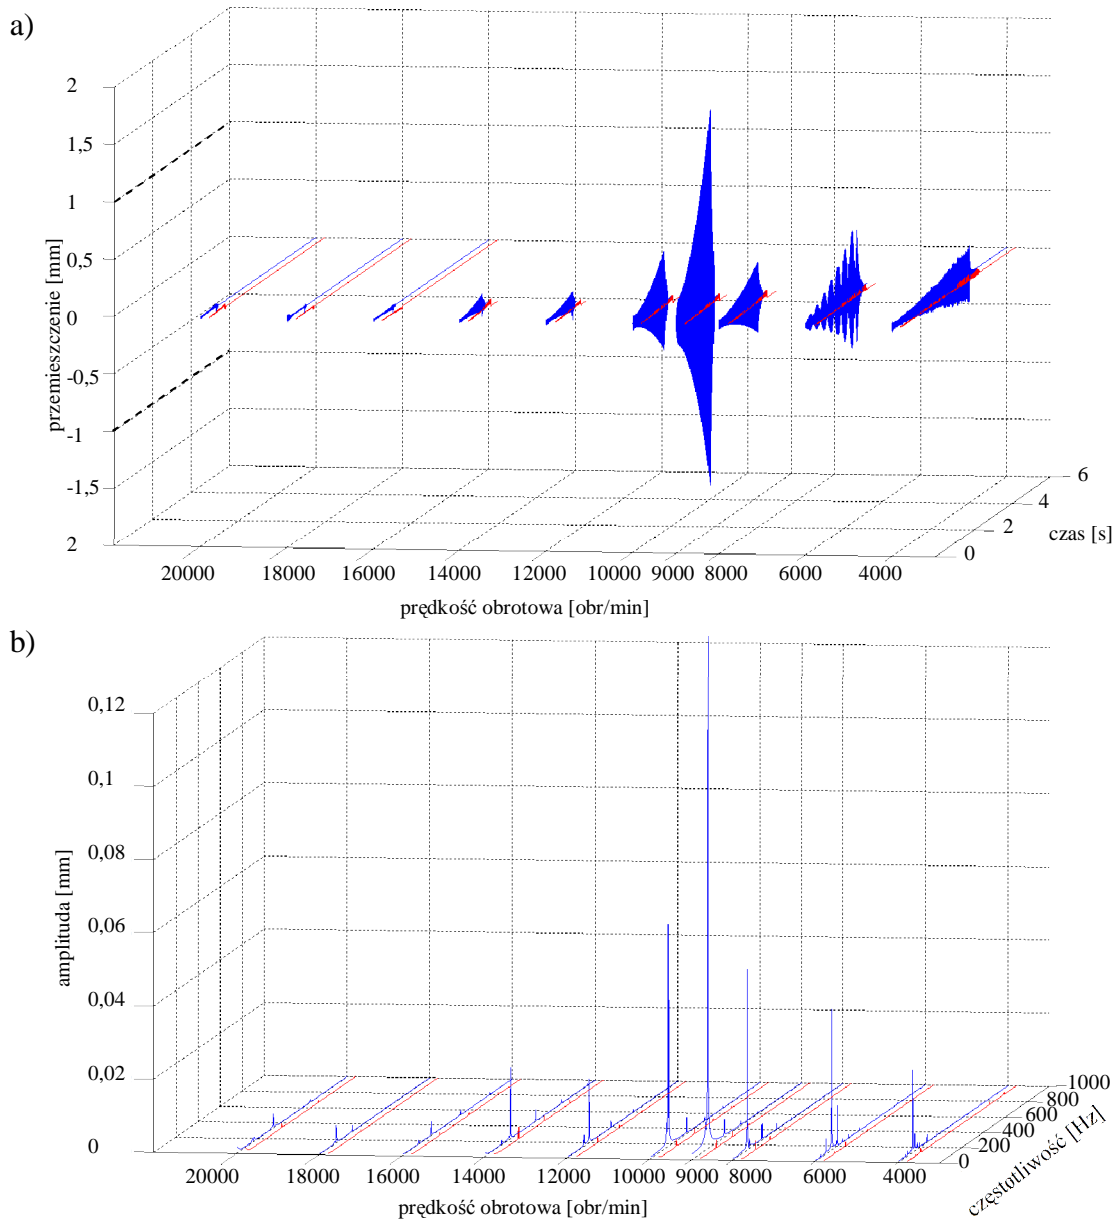 a)
2
1,5
1
0,5
0
-0,5
-1
-1,5
2
przemieszczenie [mm]
20000 18000 16000 14000 12000 10000 9000 8000 6000 4000
prędkość obrotowa [obr/min]
0 2 4 6
czas [s]
b)
0,12
0,1
0,08
0,06
0,04
0,02
0
amplituda [mm]
20000 18000 16000 14000 12000 10000 9000 8000 6000 4000
prędkość obrotowa [obr/min]
0 200 400 600 800 1000
częstotliwość [Hz]